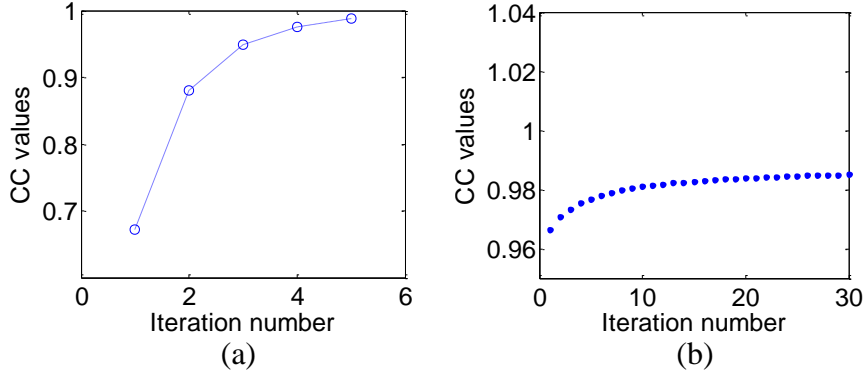 1
0.9
0.8
0.7
CC values
0
2
4
6
Iteration number
(a)
1.04
1.02
1
0.98
0.96
CC values
0
10
20
30
Iteration number
(b)